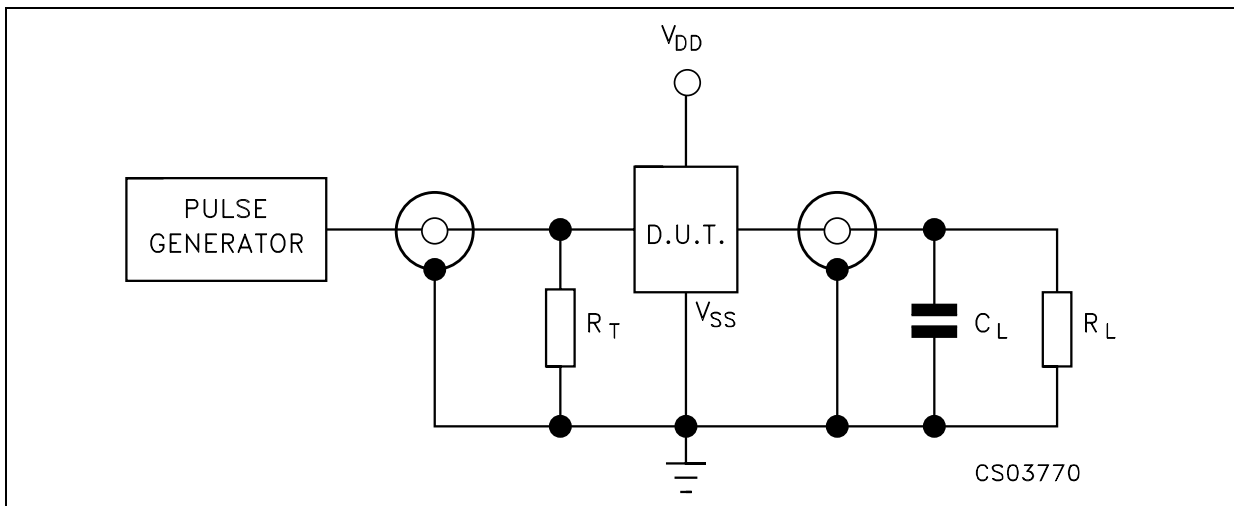 VDD
PULSE
GENERATOR
D.U.T.
VSS
RT
CL
RL
CS03770